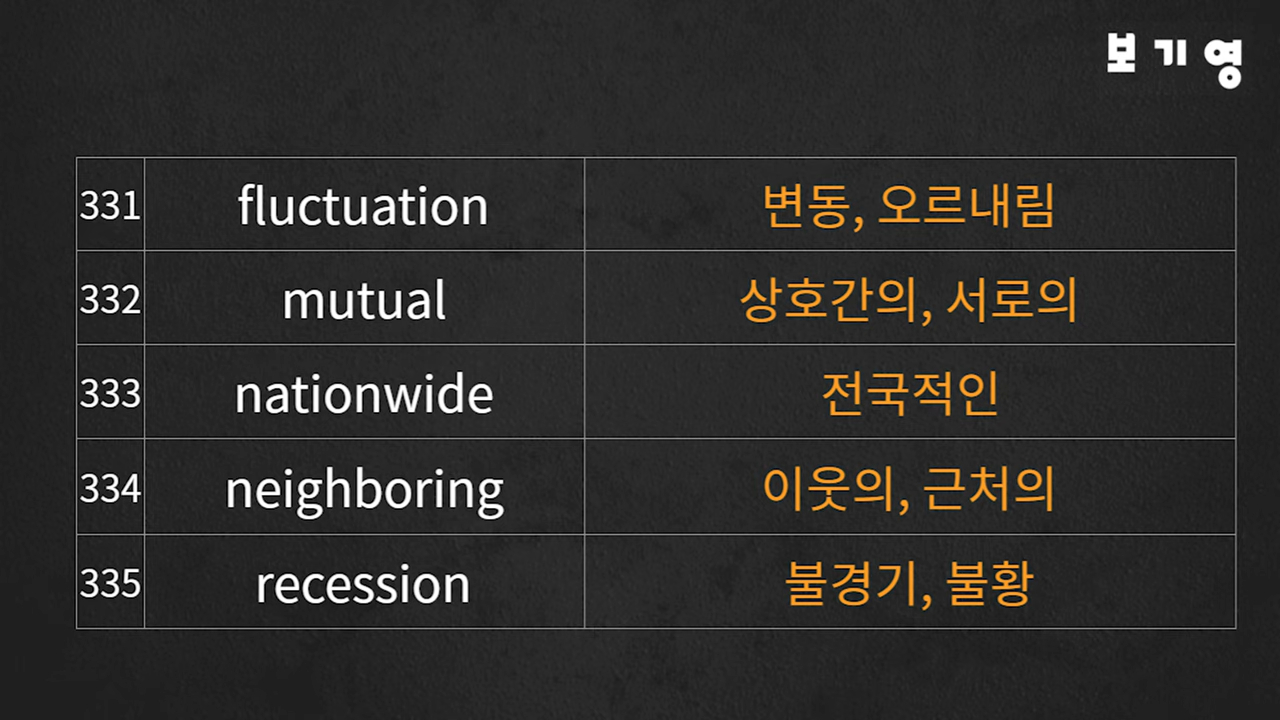 보기영
331 fluctuation 변동, 오르내림
332 mutual 상호간의, 서로의
333 nationwide 전국적인
334 neighboring 이웃의, 근처의
335 recession 불경기, 불황